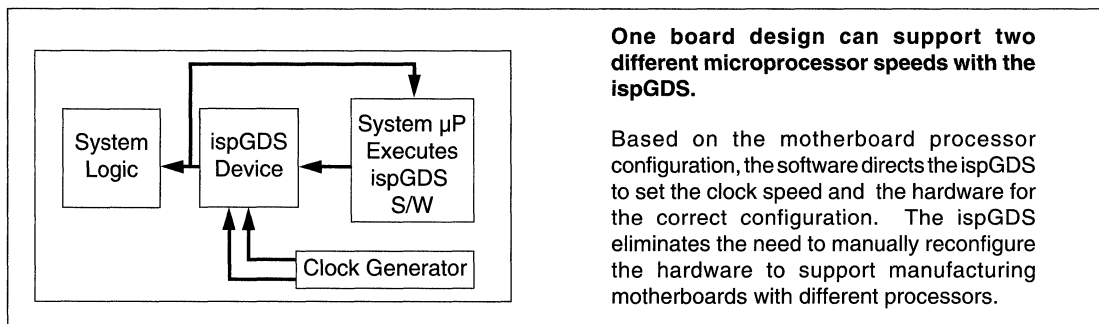 System
Logic
ispGDS
Device
System µP
Executes
ispGDS
S/W
Clock Generator
One board design can support two
different microprocessor speeds with the
ispGDS.
Based on the motherboard processor
configuration, the software directs the ispGDS
to set the clock speed and the hardware for
the correct configuration. The ispGDS
eliminates the need to manually reconfigure
the hardware to support manufacturing
motherboards with different processors.